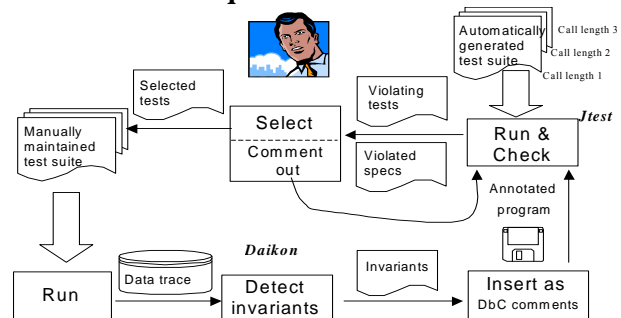 Automatically
generated
test suite
Call length 3
Call length 2
Call length 1
Selected
tests
Violating
tests
Jtest
Manually
maintained
test suite
Select
Comment
out
Violated
specs
Run &
Check
Annotated
program
Daikon
Run
Data trace
Detect
invariants
Invariants
Insert as
DbC comments